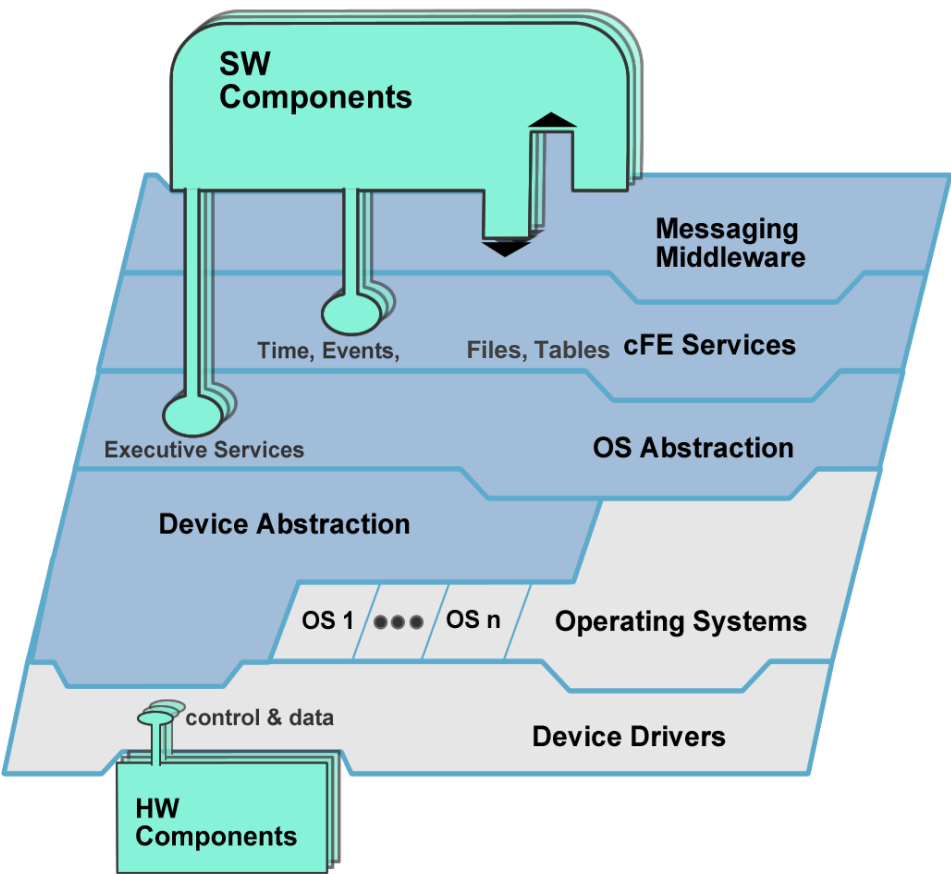 SW
Components
Messaging
Middleware
Time, Events,
Files, Tables
cFE Services
Executive Services
OS Abstraction
Device Abstraction
OS 1
OS n
Operating Systems
control & data
Device Drivers
HW
Components